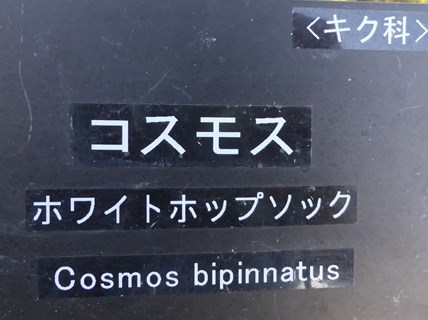 <キク科>
コスモス
ホワイトホップソック
Cosmos bipinnatus